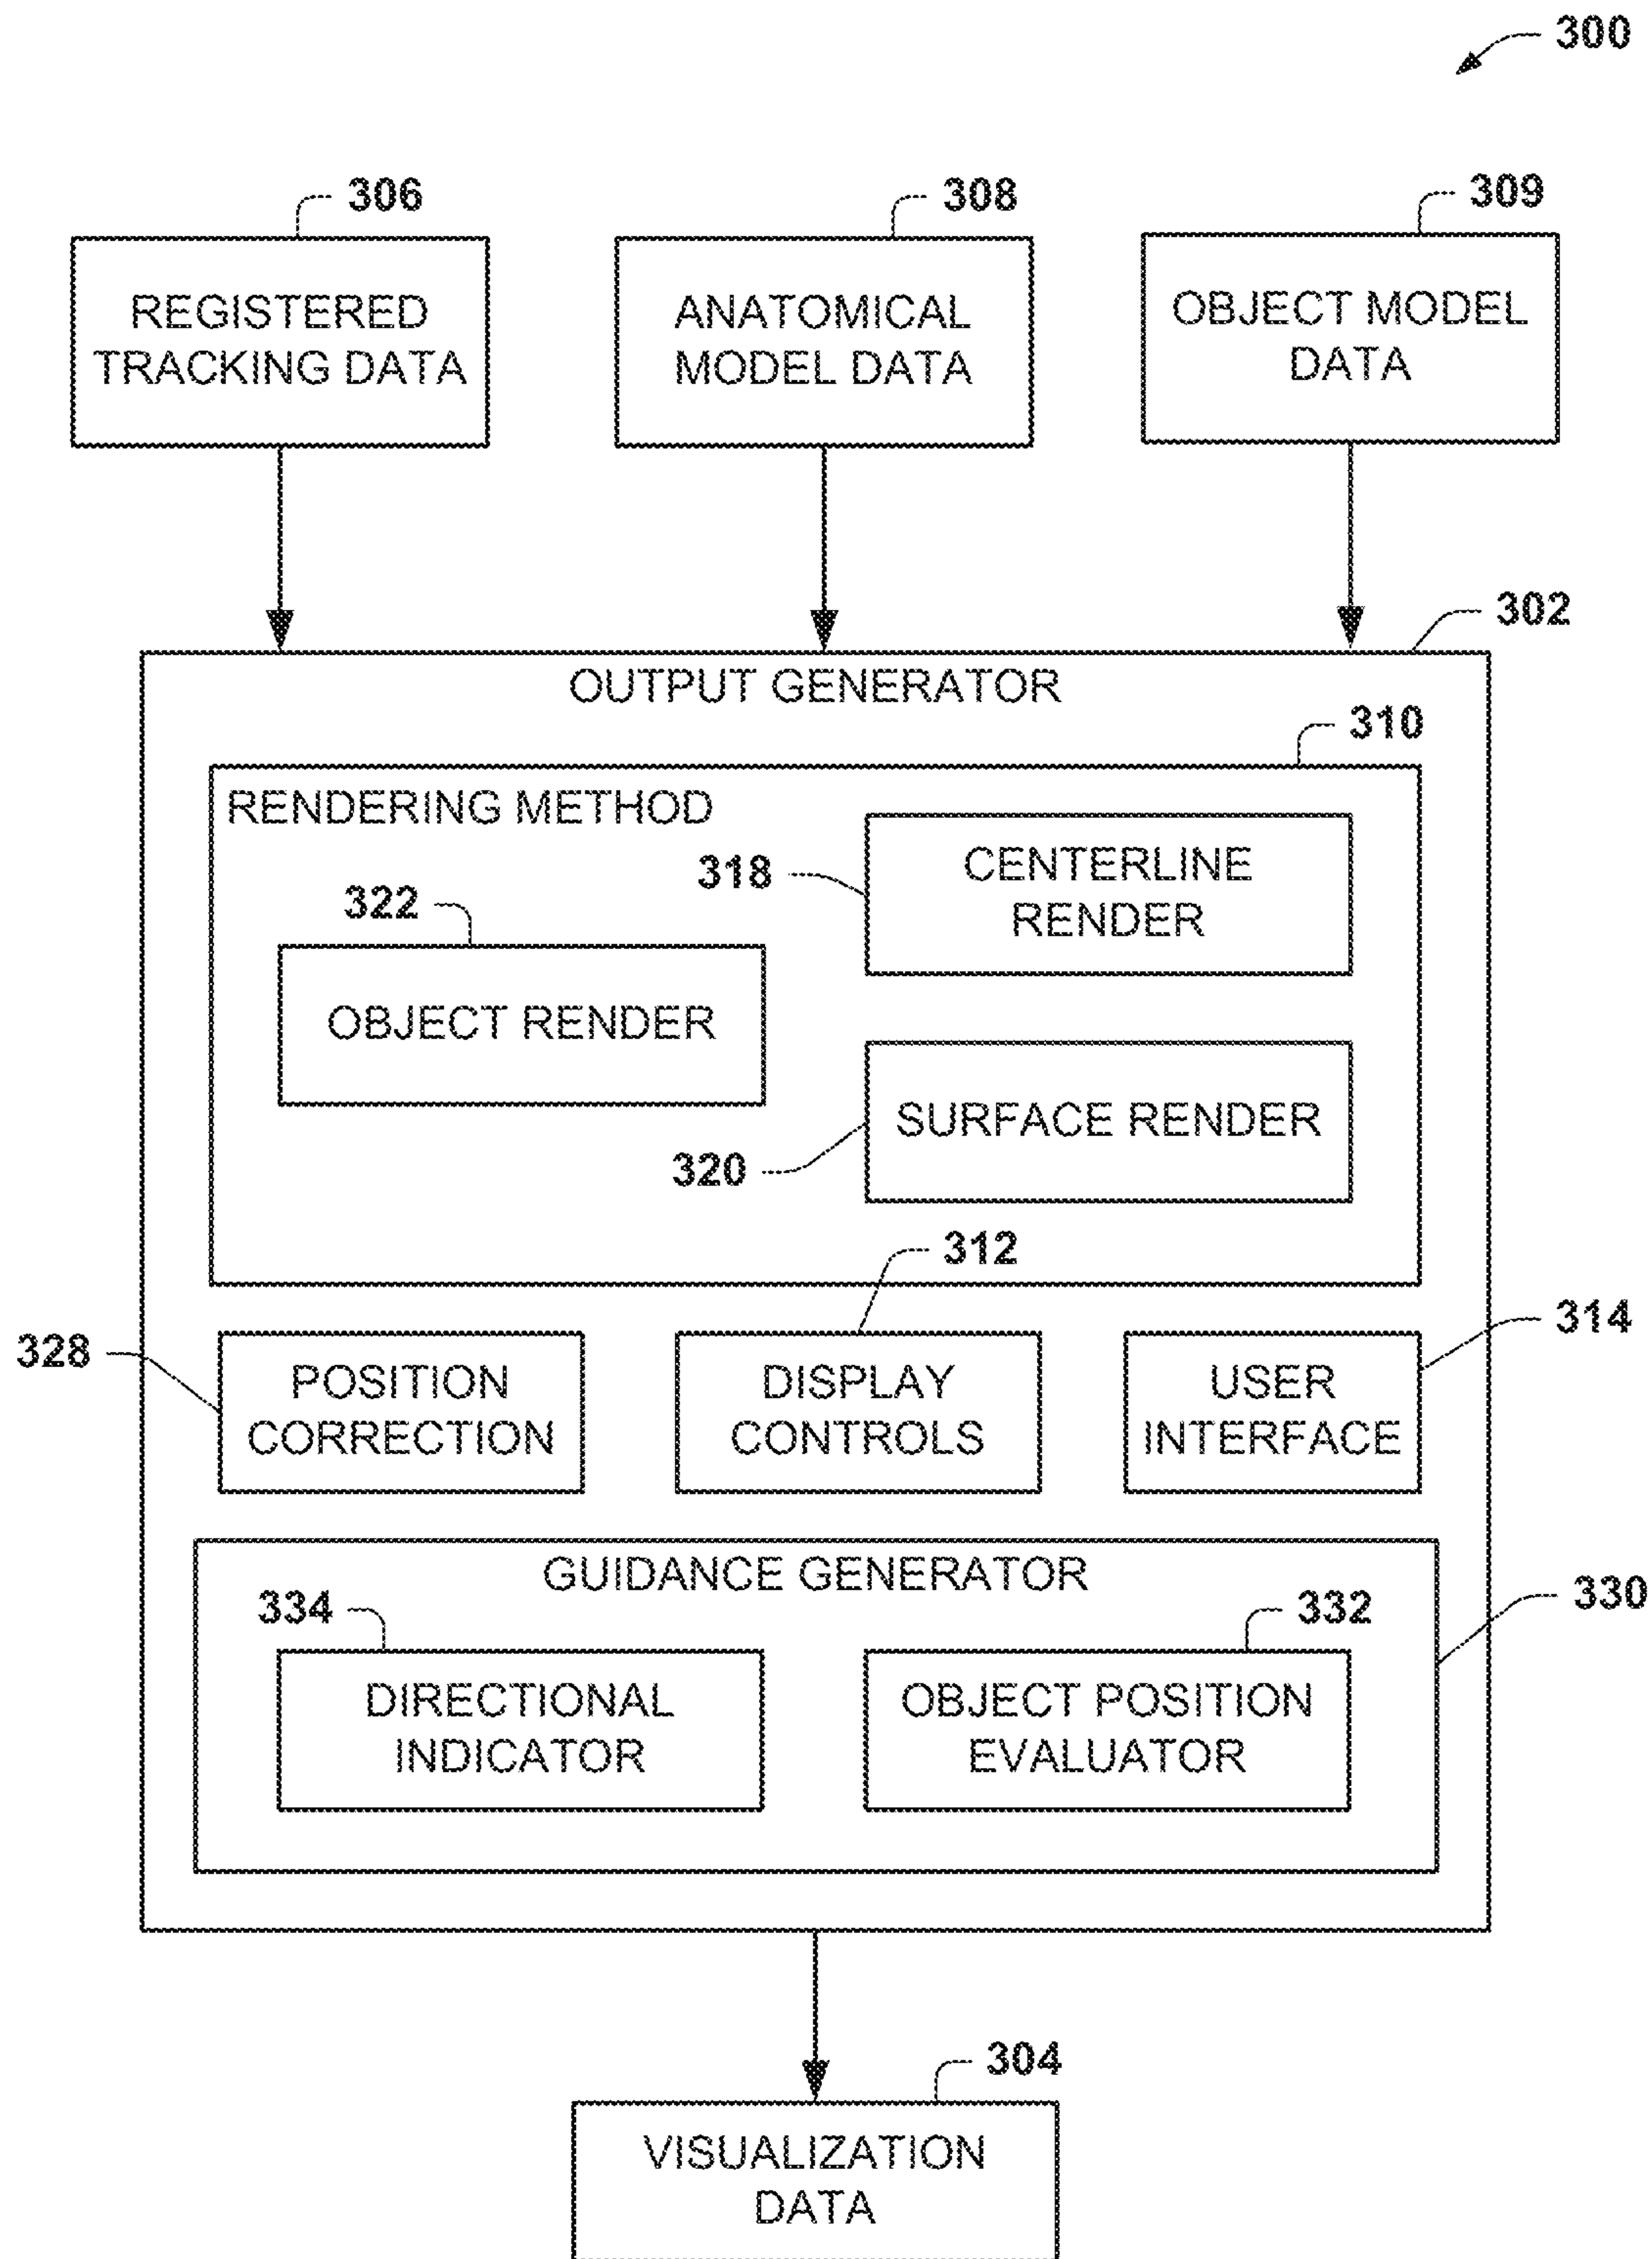 300
306
308
309
REGISTERED
TRACKING DATA
ANATOMICAL
MODEL DATA
OBJECT MODEL
DATA
302
OUTPUT GENERATOR
310
RENDERING METHOD
318
CENTERLINE
RENDER
322
OBJECT RENDER
SURFACE RENDER
320
312
314
328
POSITION
CORRECTION
DISPLAY
CONTROLS
USER
INTERFACE
GUIDANCE GENERATOR
330
334
332
DIRECTIONAL
INDICATOR
OBJECT POSITION
EVALUATOR
304
VISUALIZATION
DATA